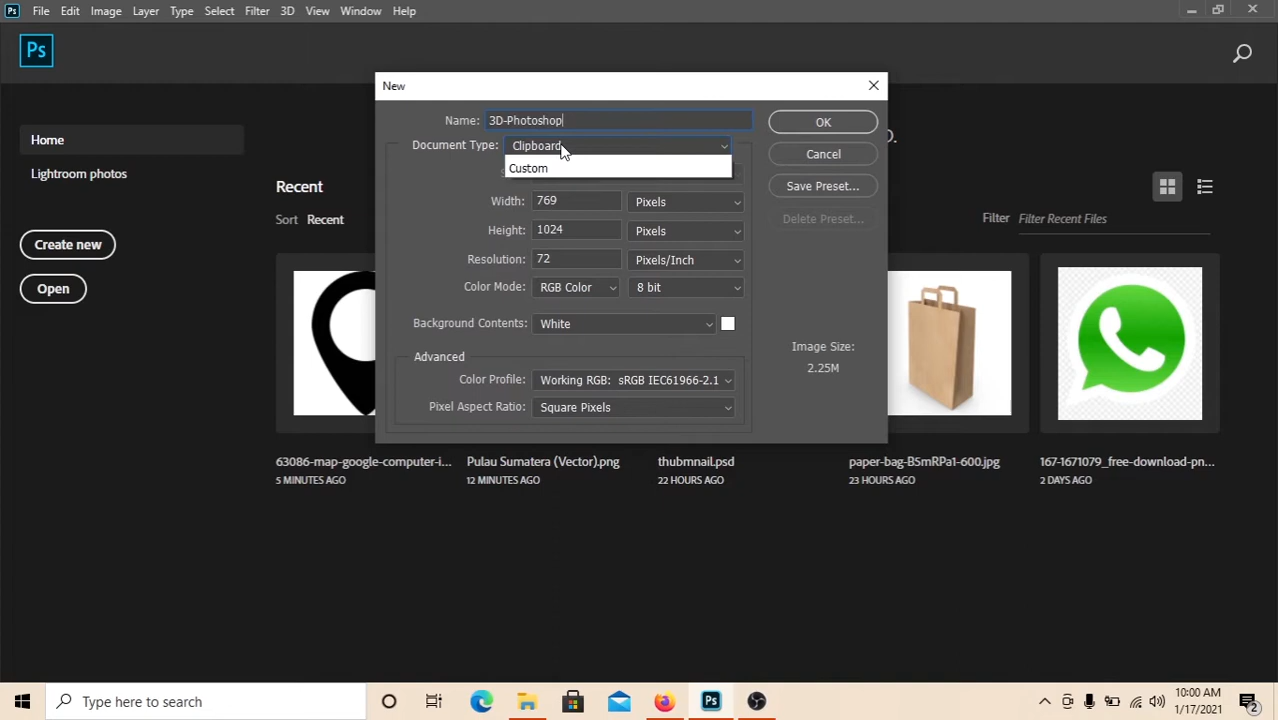 Ps File Edit Image Layer Type Select Filter 3D View Window Help
Ps
New
Name: 3D-Photoshop
OK
Document Type: Clipboard
Custom
Cancel
Save Preset...
Delete Preset...
Width: 769 Pixels
Height: 1024 Pixels
Resolution: 72 Pixels/Inch
Color Mode: RGB Color 8 bit
Background Contents: White
Image Size:
2.25M
Advanced
Color Profile: Working RGB: sRGB IEC61966-2.1
Pixel Aspect Ratio: Square Pixels
Home
Lightroom photos
Create new
Open
Recent
Sort Recent
Filter Filter Recent Files
63086-map-google-computer-i...
5 MINUTES AGO
Pulau Sumatera (Vector).png
12 MINUTES AGO
thubmnail.psd
22 HOURS AGO
paper-bag-BSmRPa1-600.jpg
23 HOURS AGO
167-1671079_free-download-pn...
2 DAYS AGO
Type here to search
Ps
10:00 AM
1/17/2021
2